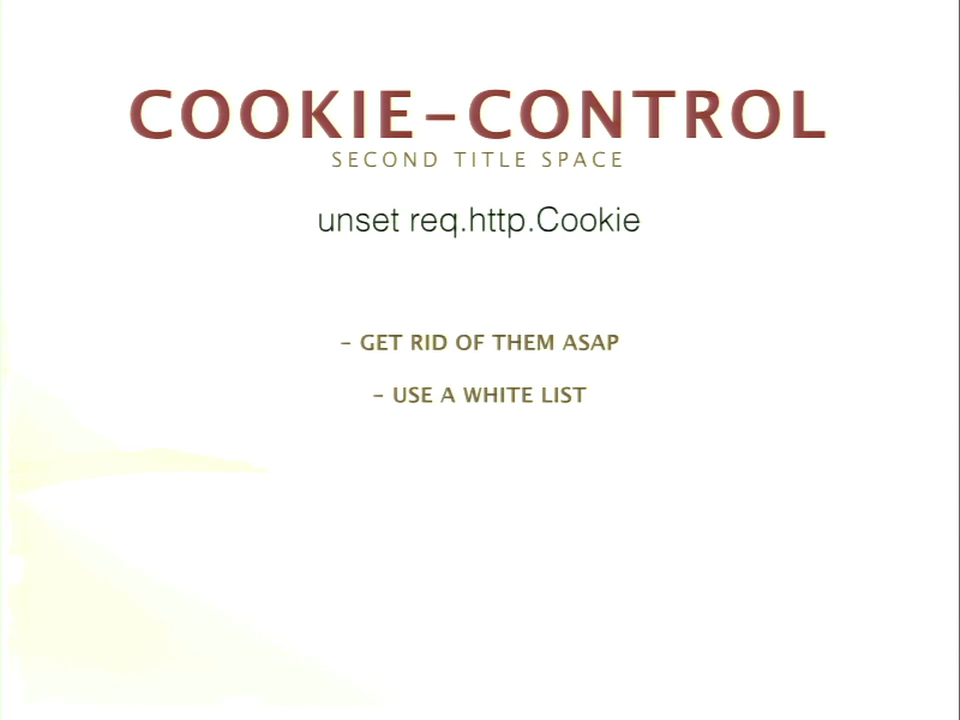 COOKIE-CONTROL
SECOND TITLE SPACE
unset req.http.Cookie
- GET RID OF THEM ASAP
- USE A WHITE LIST